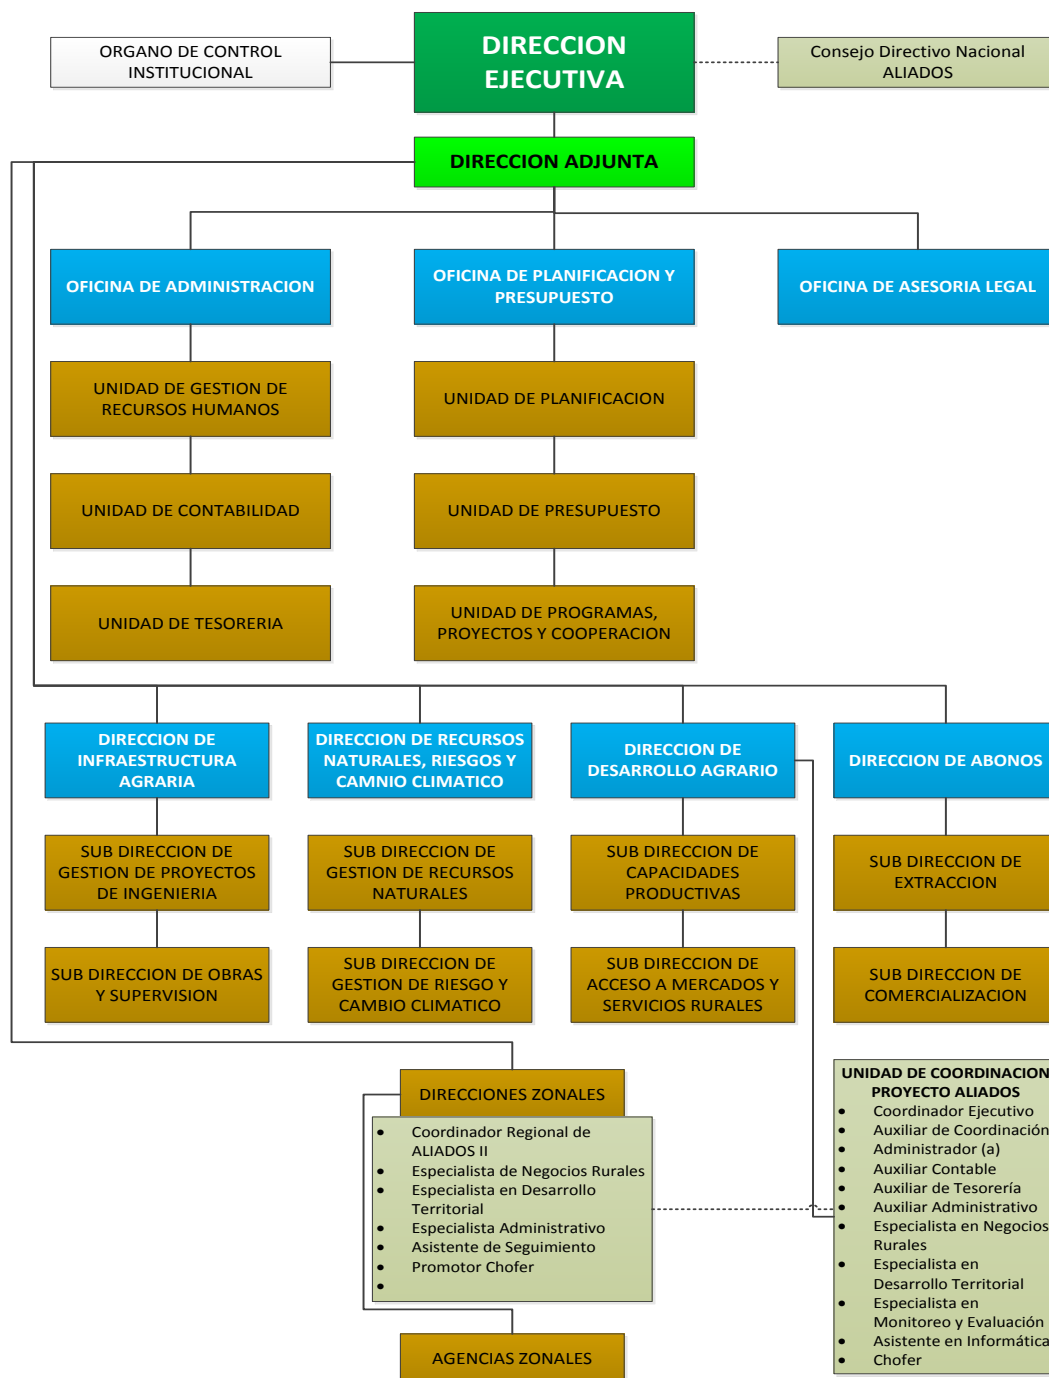 ORGANO DE CONTROL
INSTITUCIONAL
DIRECCION
EJECUTIVA
Consejo Directivo Nacional
ALIADOS
DIRECCION ADJUNTA
OFICINA DE ADMINISTRACION
OFICINA DE PLANIFICACION Y
PRESUPUESTO
OFICINA DE ASESORIA LEGAL
UNIDAD DE GESTION DE
RECURSOS HUMANOS
UNIDAD DE PLANIFICACION
UNIDAD DE CONTABILIDAD
UNIDAD DE PRESUPUESTO
UNIDAD DE TESORERIA
UNIDAD DE PROGRAMAS,
PROYECTOS Y COOPERACION
DIRECCION DE
INFRAESTRUCTURA
AGRARIA
DIRECCION DE RECURSOS
NATURALES, RIESGOS Y
CAMNIO CLIMATICO
DIRECCION DE
DESARROLLO AGRARIO
DIRECCION DE ABONOS
SUB DIRECCION DE
GESTION DE PROYECTOS
DE INGENIERIA
SUB DIRECCION DE
GESTION DE RECURSOS
NATURALES
SUB DIRECCION DE
CAPACIDADES
PRODUCTIVAS
SUB DIRECCION DE
EXTRACCION
SUB DIRECCION DE OBRAS
Y SUPERVISION
SUB DIRECCION DE
GESTION DE RIESGO Y
CAMBIO CLIMATICO
SUB DIRECCION DE
ACCESO A MERCADOS Y
SERVICIOS RURALES
SUB DIRECCION DE
COMERCIALIZACION
DIRECCIONES ZONALES
• Coordinador Regional de
ALIADOS II
• Especialista de Negocios Rurales
• Especialista en Desarrollo
Territorial
• Especialista Administrativo
• Asistente de Seguimiento
• Promotor Chofer
•
UNIDAD DE COORDINACION
PROYECTO ALIADOS
• Coordinador Ejecutivo
• Auxiliar de Coordinación
• Administrador (a)
• Auxiliar Contable
• Auxiliar de Tesorería
• Auxiliar Administrativo
• Especialista en Negocios
Rurales
• Especialista en
Desarrollo Territorial
• Especialista en
Monitoreo y Evaluación
• Asistente en Informática
• Chofer
AGENCIAS ZONALES